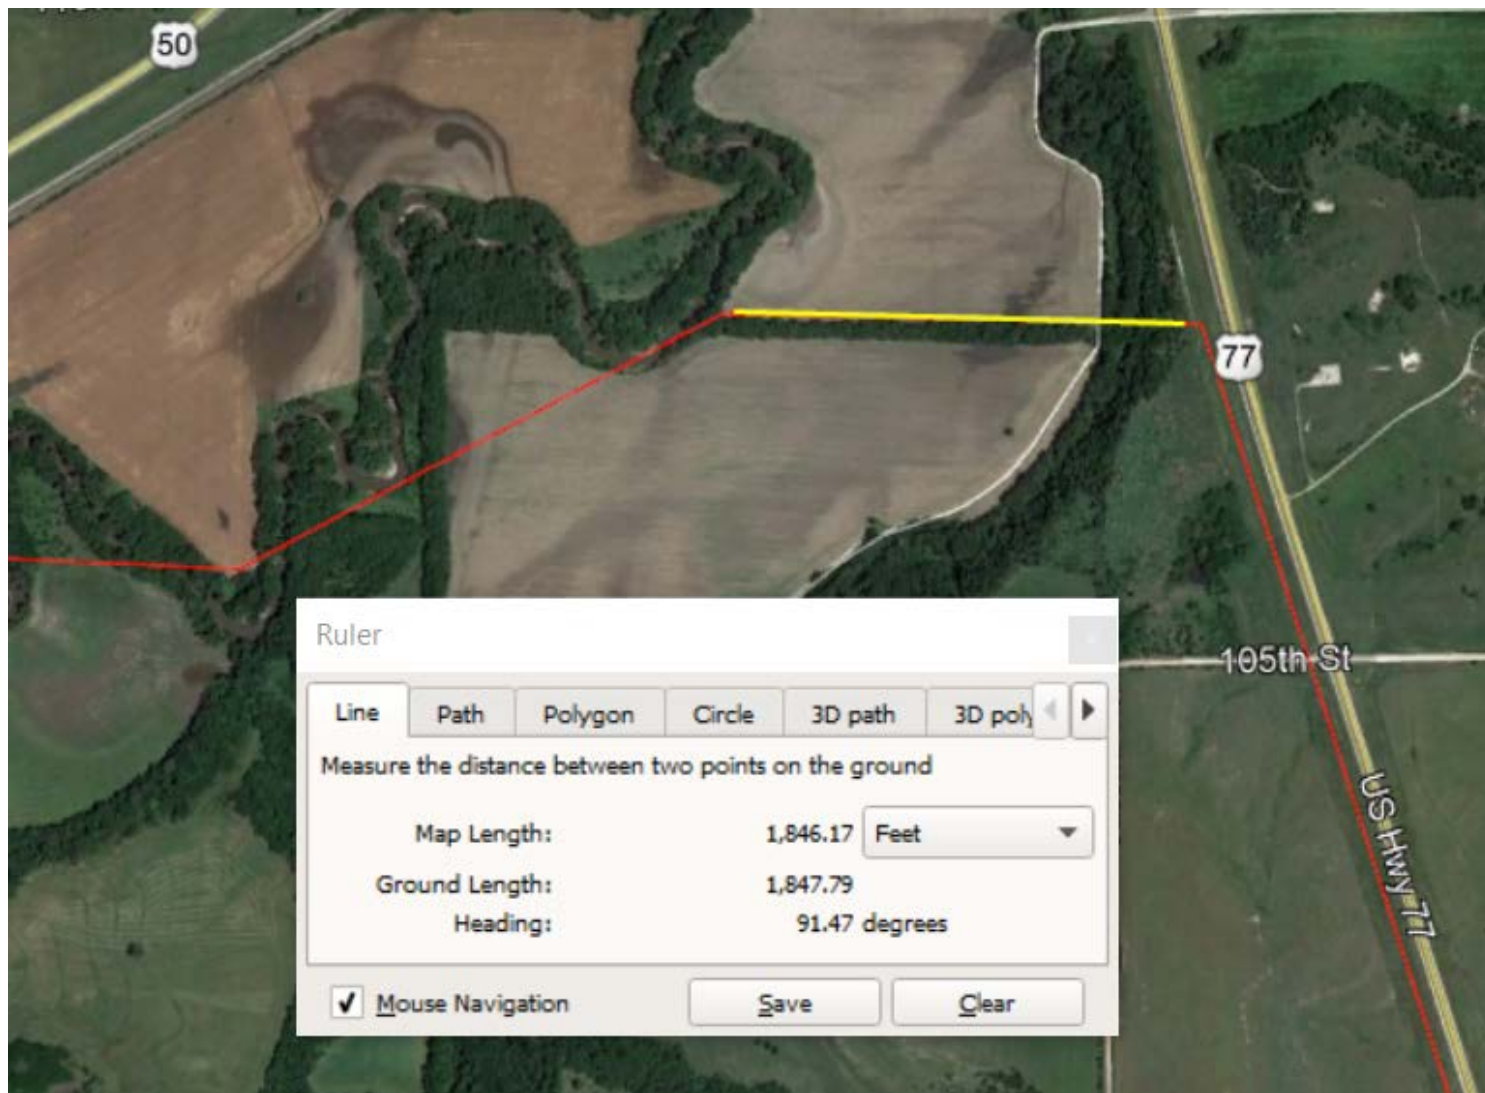 50
77
105th St
US Hwy 77
Ruler
Line Path Polygon Circle 3D path
Measure the distance between two points on the ground
Map Length: 1,846.17 Feet
Ground Length: 1,847.79
Heading: 91.47 degrees
Mouse Navigation Save Clear